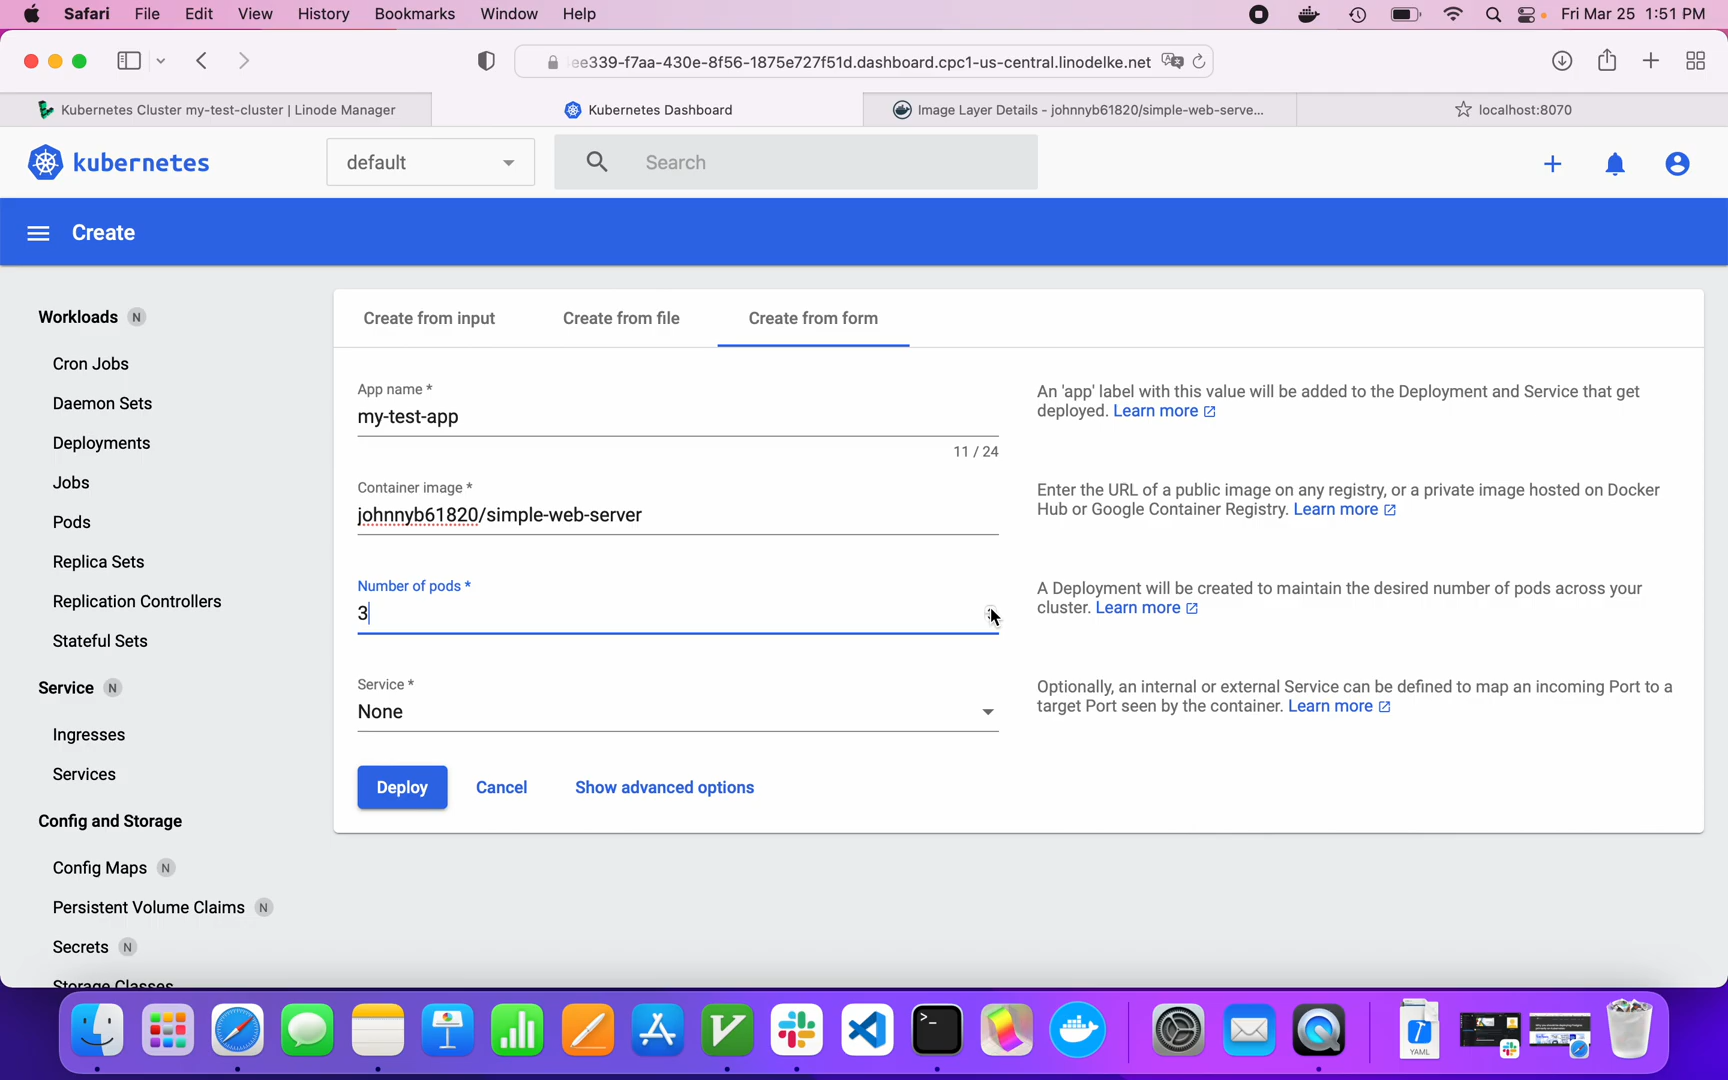 Safari File Edit View History Bookmarks Window Help Fri Mar 25 1:51 PM
ee339-f7aa-430e-8f56-1875e727f51d.dashboard.cpc1-us-central.linodelke.net
Kubernetes Cluster my-test-cluster | Linode Manager
Kubernetes Dashboard
Image Layer Details - johnnyb61820/simple-web-serve...
localhost:8070
kubernetes
default
Search
Create
Workloads N
Cron Jobs
Daemon Sets
Deployments
Jobs
Pods
Replica Sets
Replication Controllers
Stateful Sets
Service N
Ingresses
Services
Config and Storage
Config Maps N
Persistent Volume Claims N
Secrets N
Storage Classes
Create from input
Create from file
Create from form
App name *
my-test-app
11 / 24
An 'app' label with this value will be added to the Deployment and Service that get
deployed. Learn more
Container image *
johnnyb61820/simple-web-server
Enter the URL of a public image on any registry, or a private image hosted on Docker
Hub or Google Container Registry. Learn more
Number of pods *
3
A Deployment will be created to maintain the desired number of pods across your
cluster. Learn more
Service *
None
Optionally, an internal or external Service can be defined to map an incoming Port to a
target Port seen by the container. Learn more
Deploy
Cancel
Show advanced options
YAML